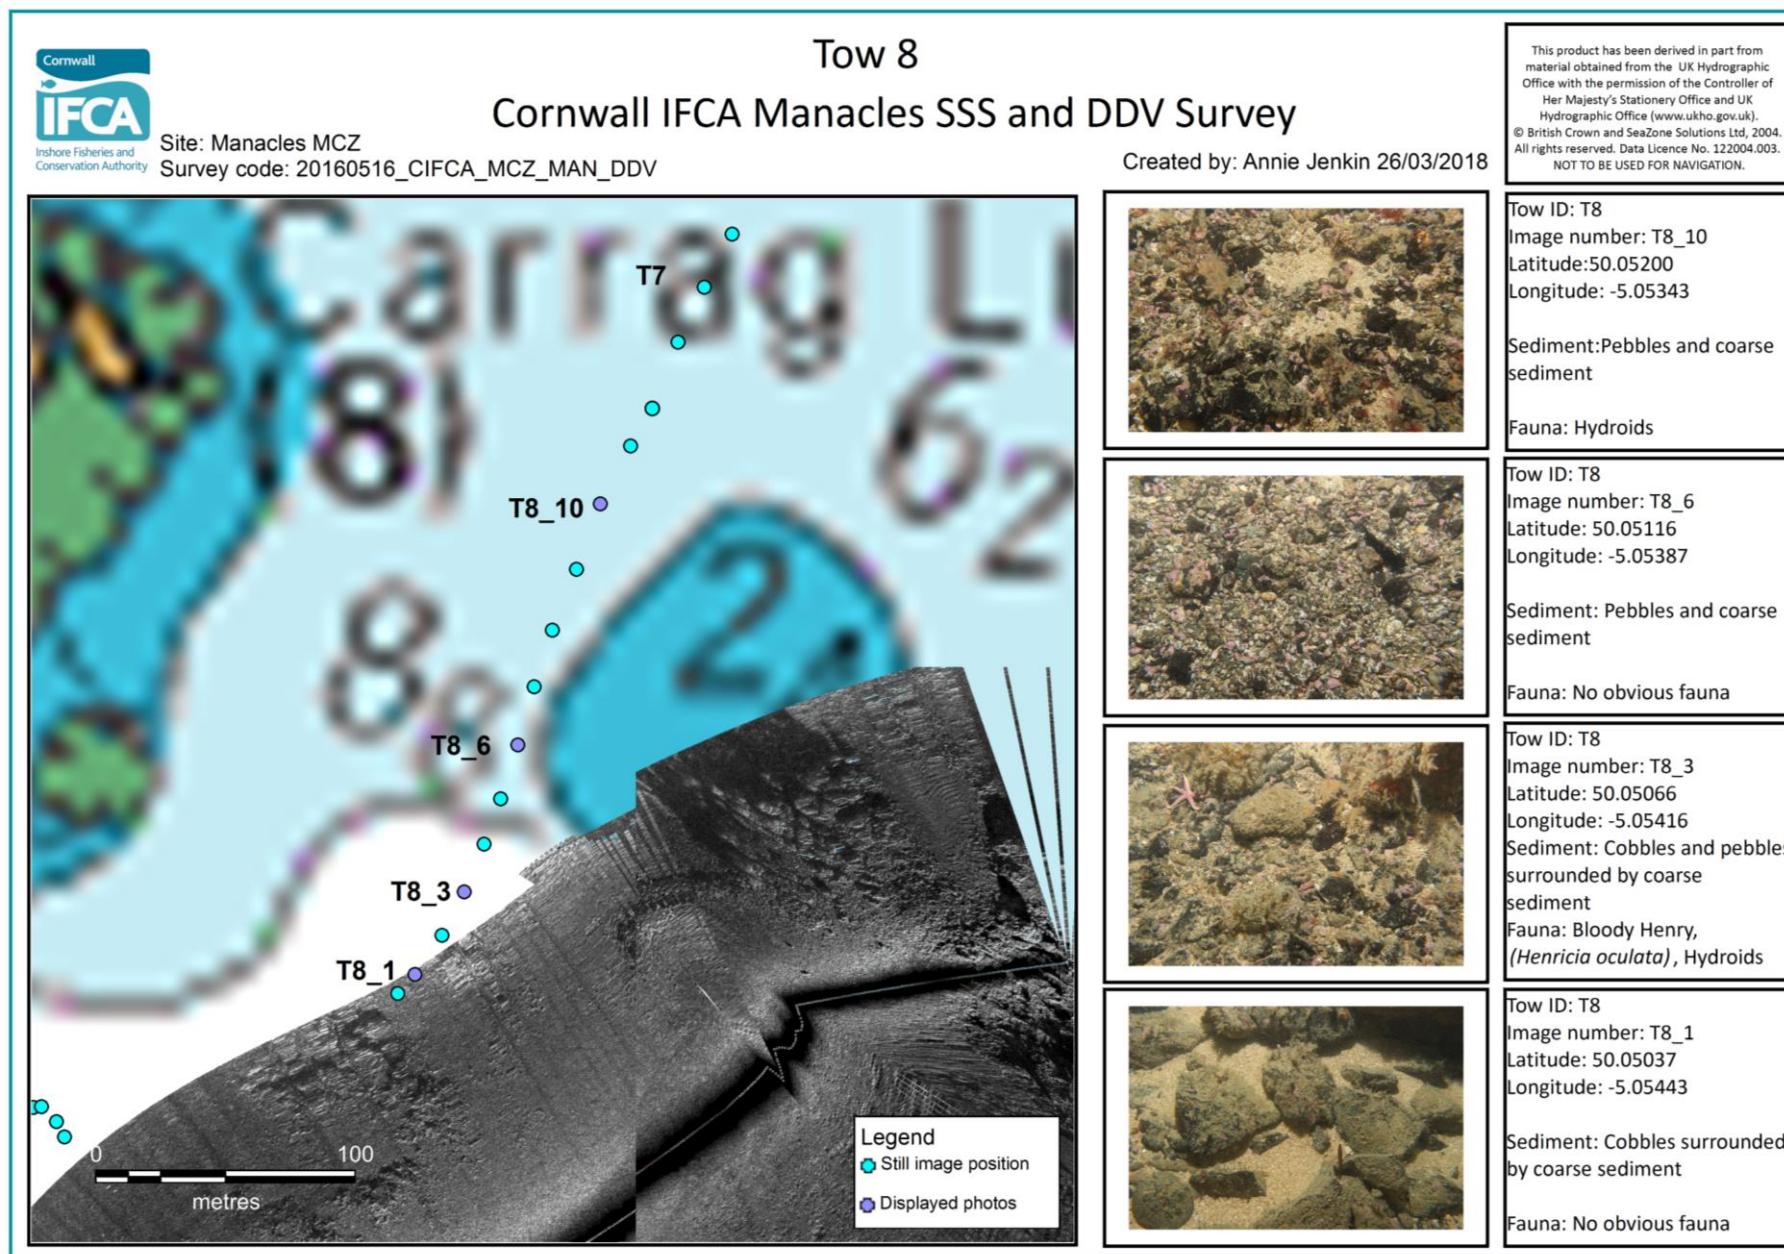 Cornwall
IFCA
Inshore Fisheries and
Conservation Authority
Tow 8
Cornwall IFCA Manacles SSS and DDV Survey
Site: Manacles MCZ
Survey code: 20160516_CIFCA_MCZ_MAN_DDV
Created by: Annie Jenkin 26/03/2018
This product has been derived in part from
material obtained from the UK Hydrographic
Office with the permission of the Controller of
Her Majesty's Stationery Office and UK
Hydrographic Office (www.ukho.gov.uk).
© British Crown and SeaZone Solutions Ltd, 2004.
All rights reserved. Data Licence No. 122004.003.
NOT TO BE USED FOR NAVIGATION.
Carrag
T7
8
6
2
T8_10
2
8
8
T8_6
T8_3
T8_1
0 100
metres
Legend
Still image position
Displayed photos
Tow ID: T8
Image number: T8_10
Latitude:50.05200
Longitude: -5.05343
Sediment:Pebbles and coarse
sediment
Fauna: Hydroids
Tow ID: T8
Image number: T8_6
Latitude: 50.05116
Longitude: -5.05387
Sediment: Pebbles and coarse
sediment
Fauna: No obvious fauna
Tow ID: T8
Image number: T8_3
Latitude: 50.05066
Longitude: -5.05416
Sediment: Cobbles and pebbles
surrounded by coarse
sediment
Fauna: Bloody Henry,
(Henricia oculata) , Hydroids
Tow ID: T8
Image number: T8_1
Latitude: 50.05037
Longitude: -5.05443
Sediment: Cobbles surrounded
by coarse sediment
Fauna: No obvious fauna